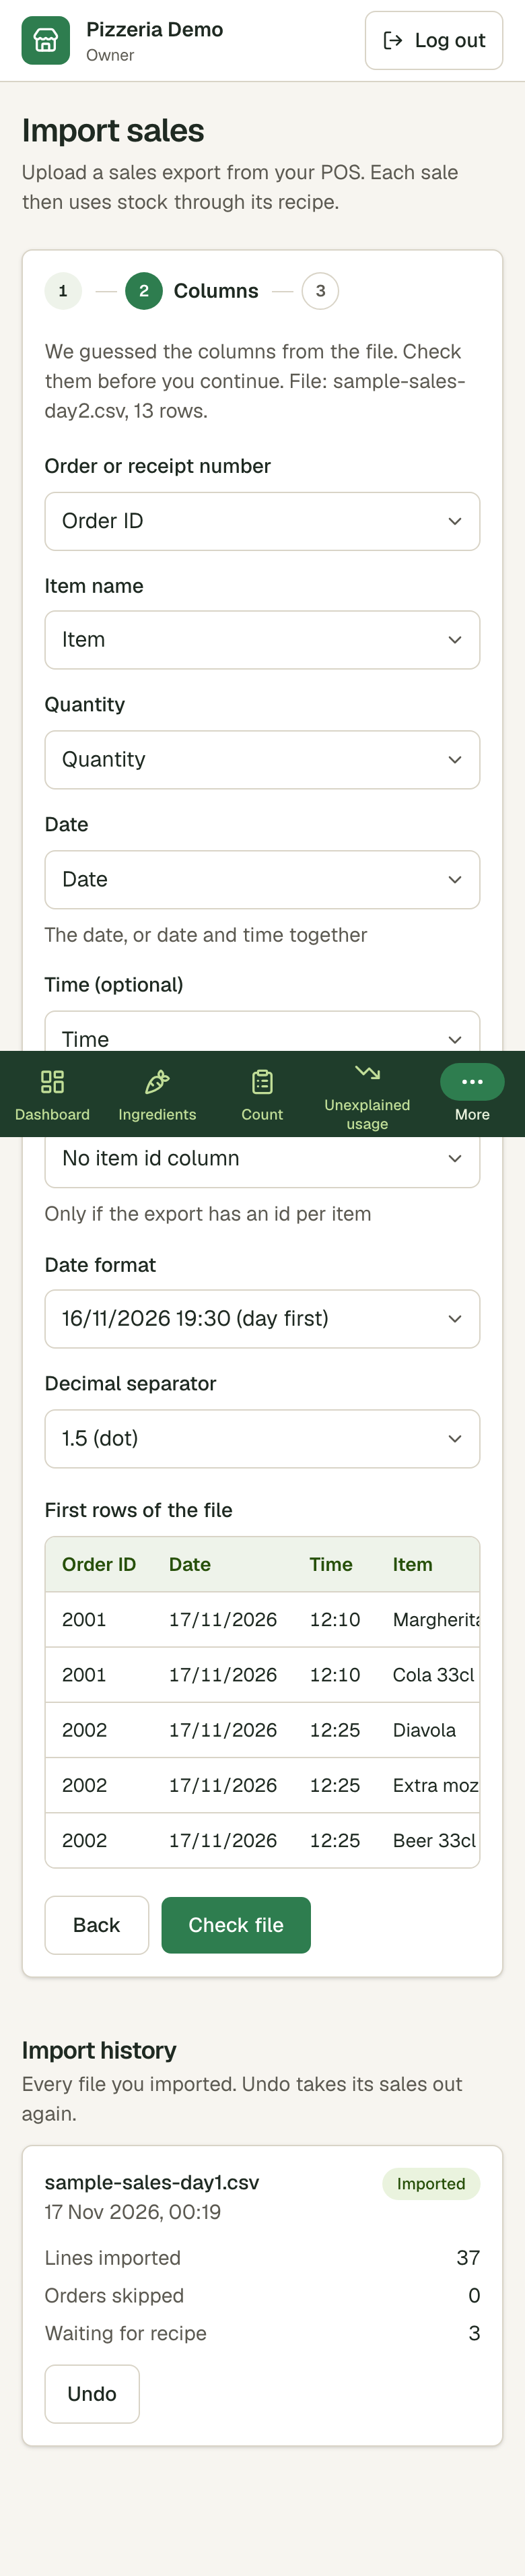 Pizzeria Demo
Owner
Log out
Import sales
Upload a sales export from your POS. Each sale
then uses stock through its recipe.
1
2
Columns
3
We guessed the columns from the file. Check
them before you continue. File: sample-sales-
day2.csv, 13 rows.
Order or receipt number
Order ID
Item name
Item
Quantity
Quantity
Date
Date
The date, or date and time together
Time (optional)
Time
Dashboard
Ingredients
Count
Unexplained
usage
More
No item id column
Only if the export has an id per item
Date format
16/11/2026 19:30 (day first)
Decimal separator
1.5 (dot)
First rows of the file
Order ID Date Time Item
2001 17/11/2026 12:10 Margherita
2001 17/11/2026 12:10 Cola 33cl
2002 17/11/2026 12:25 Diavola
2002 17/11/2026 12:25 Extra moz
2002 17/11/2026 12:25 Beer 33cl
Back
Check file
Import history
Every file you imported. Undo takes its sales out
again.
sample-sales-day1.csv
Imported
17 Nov 2026, 00:19
Lines imported 37
Orders skipped 0
Waiting for recipe 3
Undo